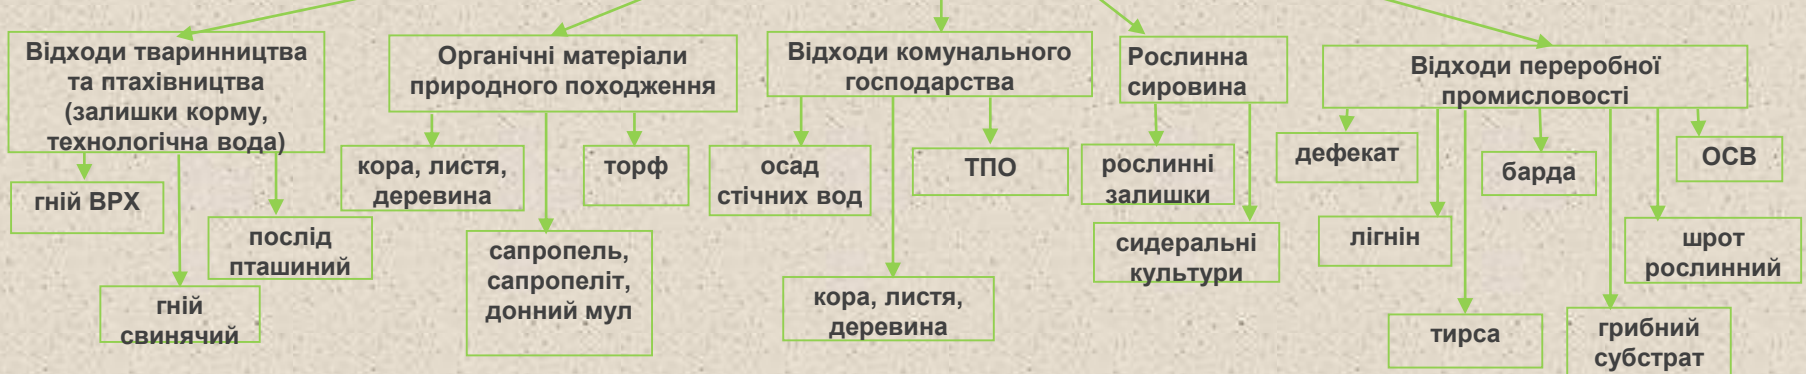 Відходи тваринництва
та птахівництва
(залишки корму,
технологічна вода)
гній ВРХ
гній
свинячий
послід
пташиний
Органічні матеріали
природного походження
кора, листя,
деревина
сапропель,
сапропеліт,
донний мул
торф
Відходи комунального
господарства
осад
стічних вод
кора, листя,
деревина
ТПО
Рослинна
сировина
рослинні
залишки
сидеральні
культури
Відходи переробної
промисловості
дефекат
лігнін
тирса
барда
грибний
субстрат
шрот
рослинний
ОСВ